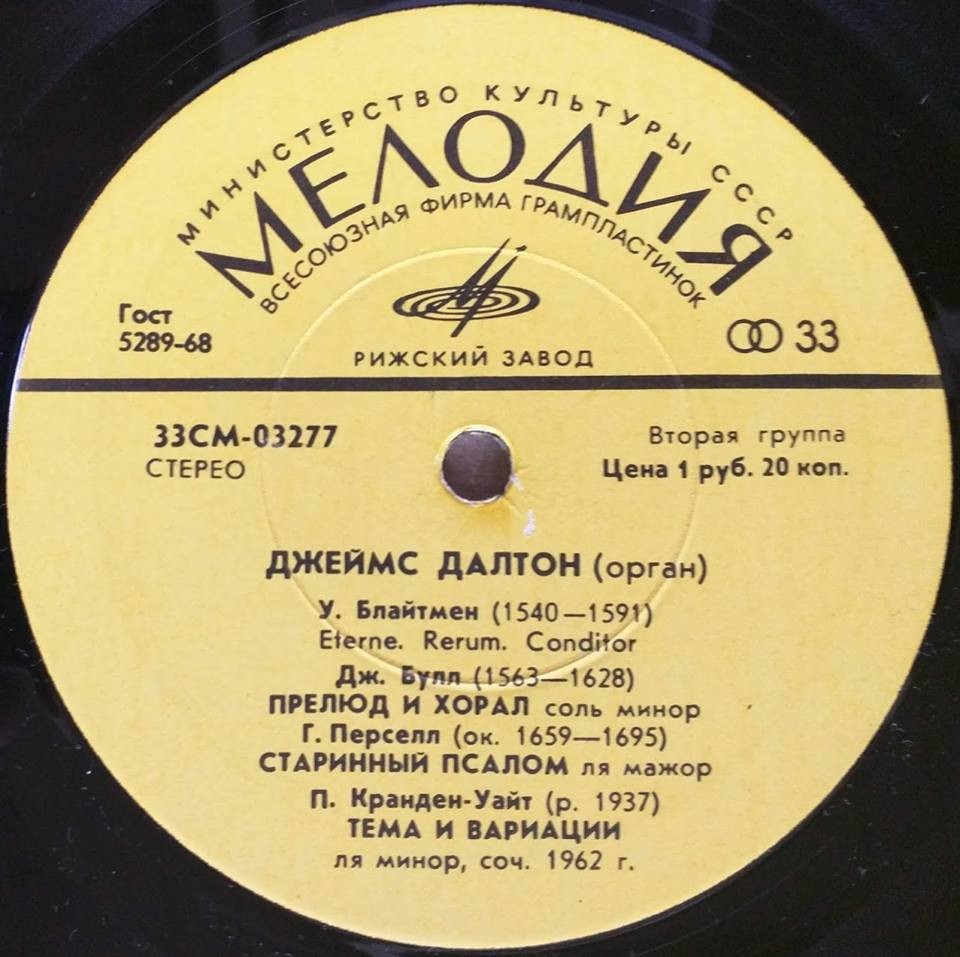 МИНИСТЕРСТВО КУЛЬТУРЫ СССР
МЕЛОДИЯ
ВСЕСОЮЗНАЯ ФИРМА ГРАМПЛАСТИНОК
Гост
5289-68
33
РИЖСКИЙ ЗАВОД
33СМ-03277
СТЕРЕО
Вторая группа
Цена 1 руб. 20 коп.
ДЖЕЙМС ДАЛТОН (орган)
У. Блайтмен (1540—1591)
Eterne. Rerum. Conditor
Дж. Булл (1563—1628)
ПРЕЛЮД И ХОРАЛ соль минор
Г. Перселл (ок. 1659—1695)
СТАРИННЫЙ ПСАЛОМ ля мажор
П. Кранден-Уайт (р. 1937)
ТЕМА И ВАРИАЦИИ
ля минор, соч. 1962 г.